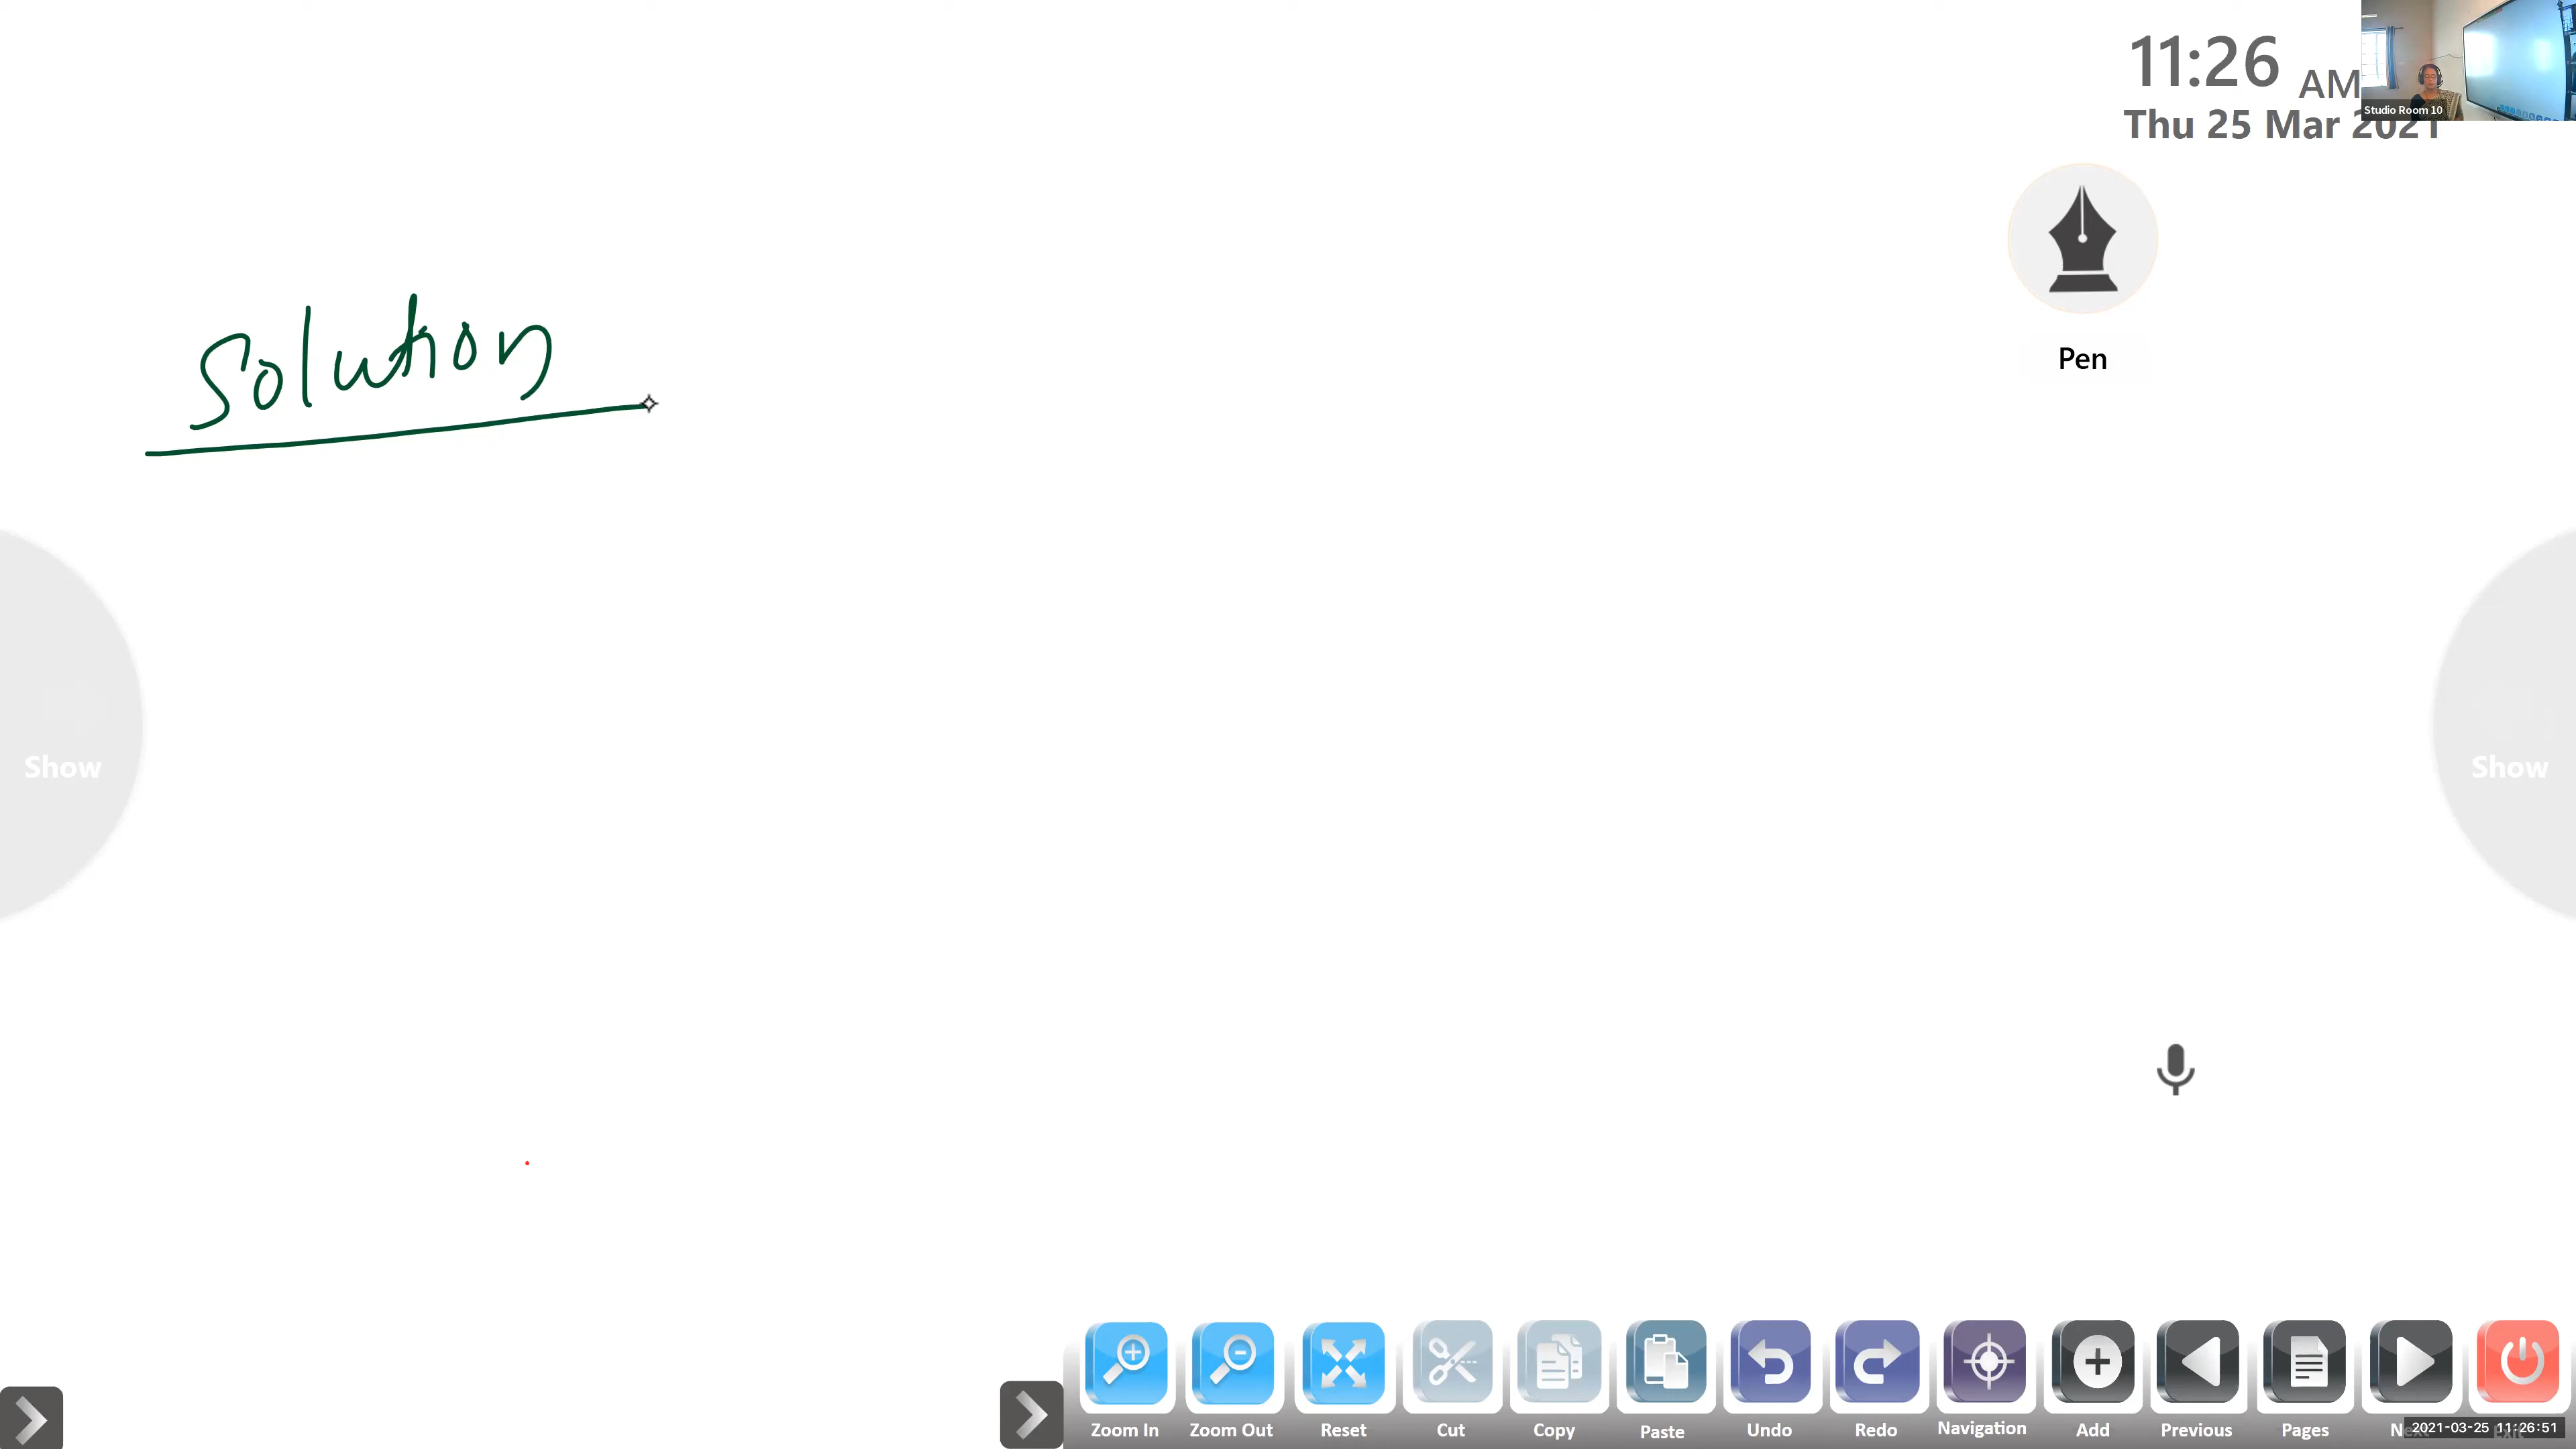 11:26 AM
Thu 25 Mar 2021
Studio Room 10
Pen
Solution
Show
Show
Zoom In Zoom Out Reset Cut Copy Paste Undo Redo Navigation Add Previous Pages
2021-03-25 11:26:51